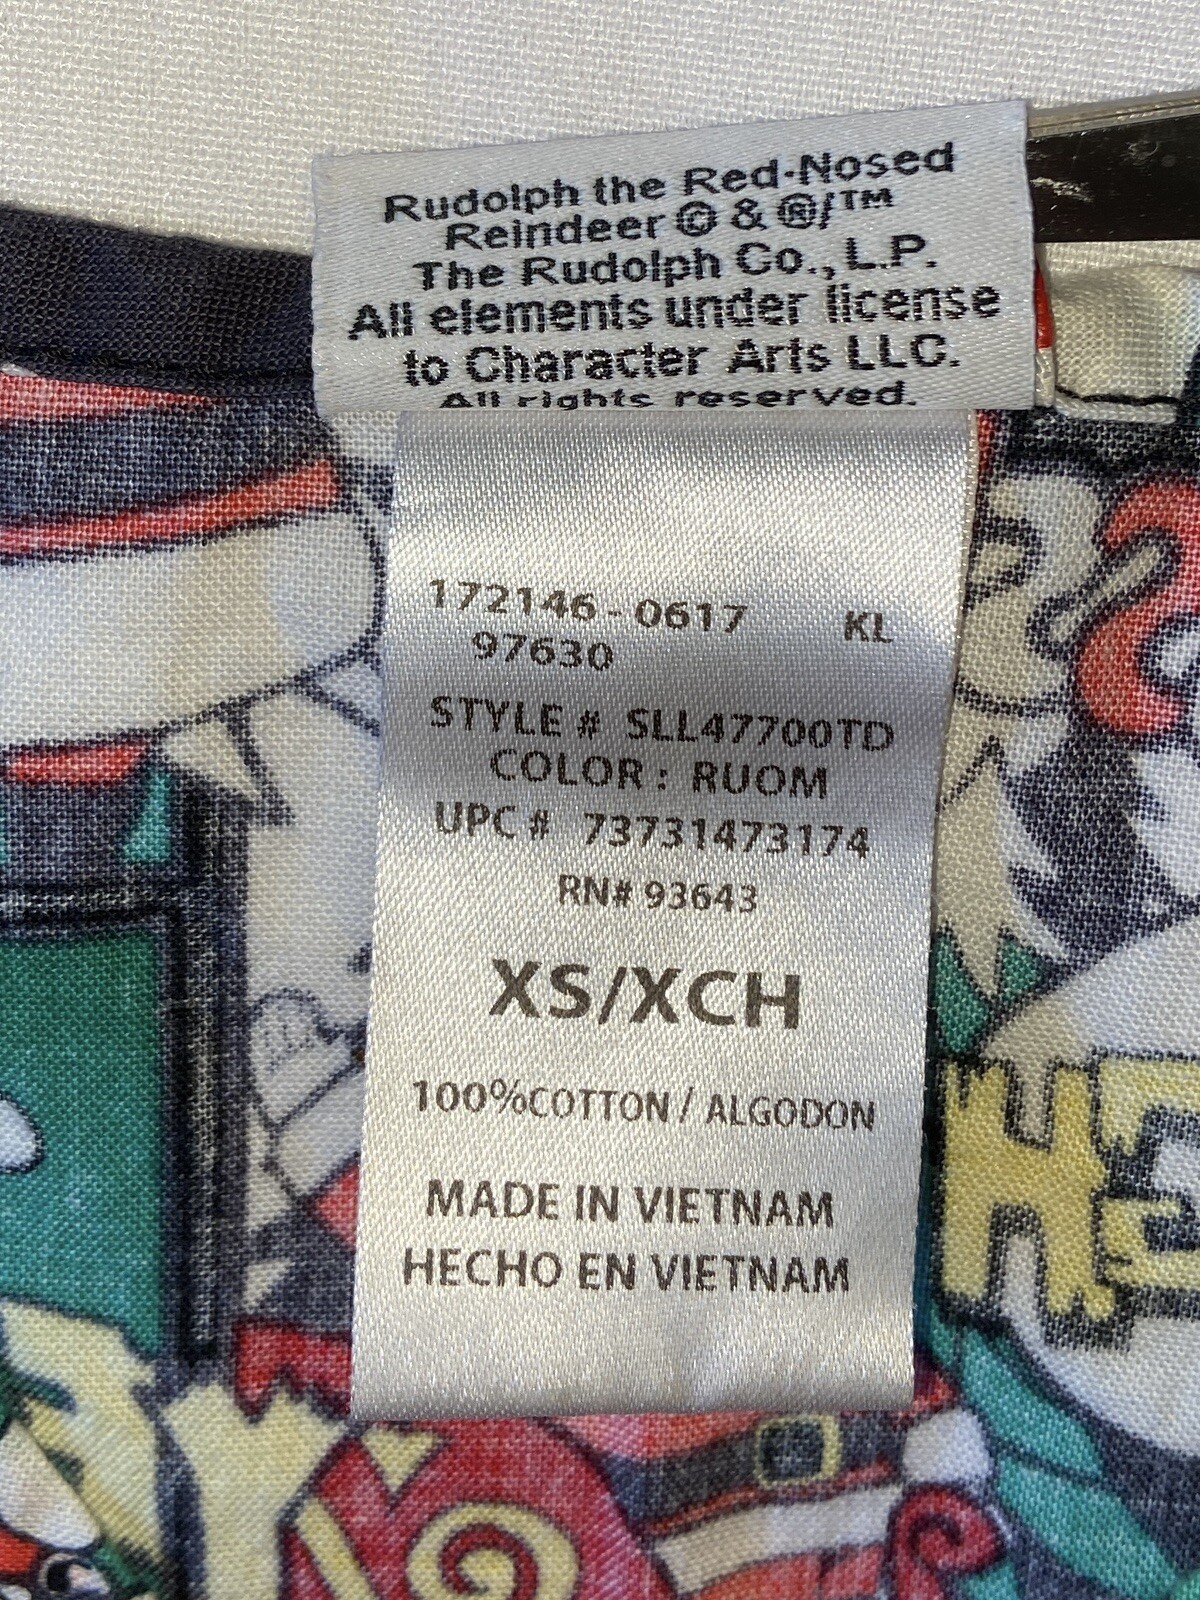 Rudolph the Red-Nosed
Reindeer © & ®/™
The Rudolph Co., L.P.
All elements under license
to Character Arts LLC.
All rights reserved.
172146-0617 KL
97630
STYLE # SLL47700TD
COLOR: RUOM
UPC # 73731473174
RN# 93643
XS/XCH
100%COTTON / ALGODON
MADE IN VIETNAM
HECHO EN VIETNAM